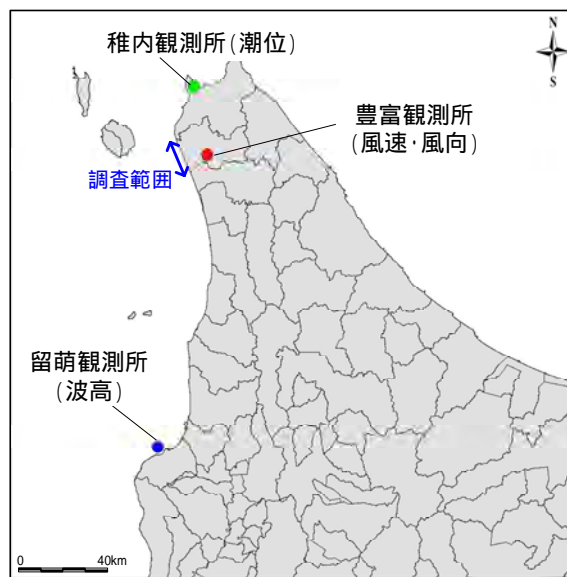 稚内観測所(潮位)
N
S
豊富観測所
(風速・風向)
調査範囲
留萌観測所
(波高)
0 40km